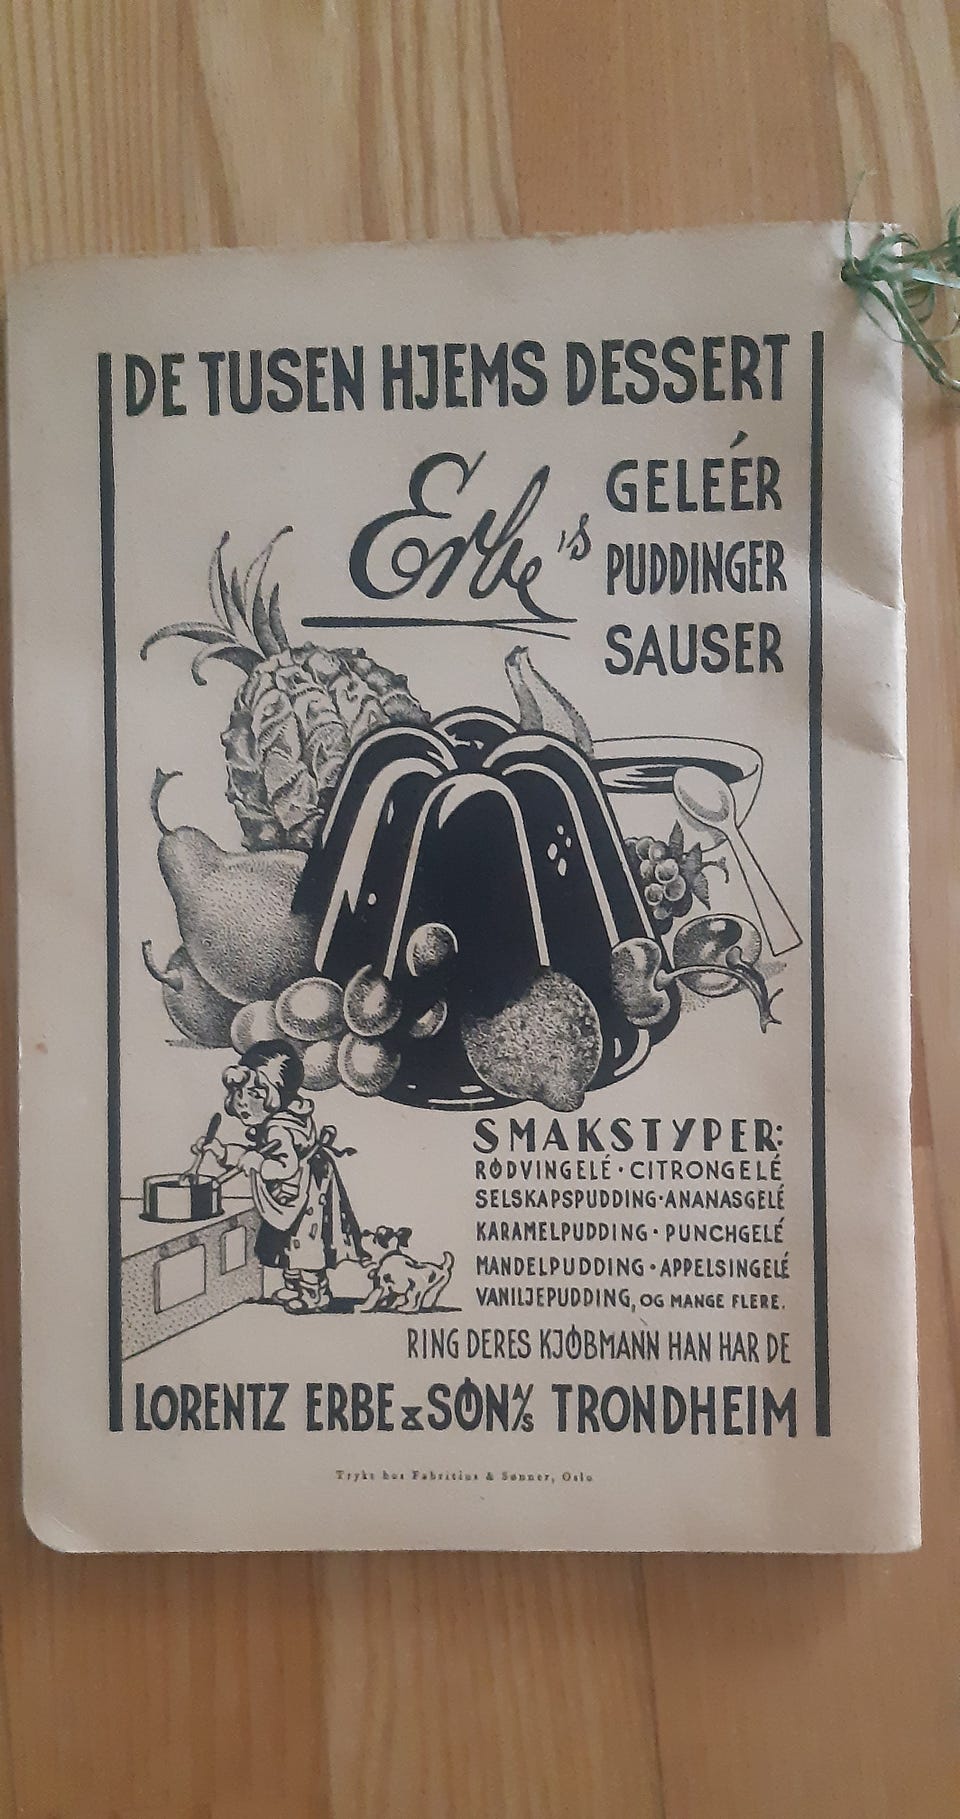 DE TUSEN HJEMS DESSERT
Erbe's
GELEÉR
PUDDINGER
SAUSER
SMAKSTYPER:
RØDVINGELÉ · CITRONGELÉ
SELSKAPSPUDDING · ANANASGELÉ
KARAMELPUDDING · PUNCHGELÉ
MANDELPUDDING · APPELSINGELÉ
VANILJEPUDDING, OG MANGE FLERE.
RING DERES KJØBMANN HAN HAR DE
LORENTZ ERBE & SØN A/S TRONDHEIM
Trykt hos Fabritius & Sønner, Oslo